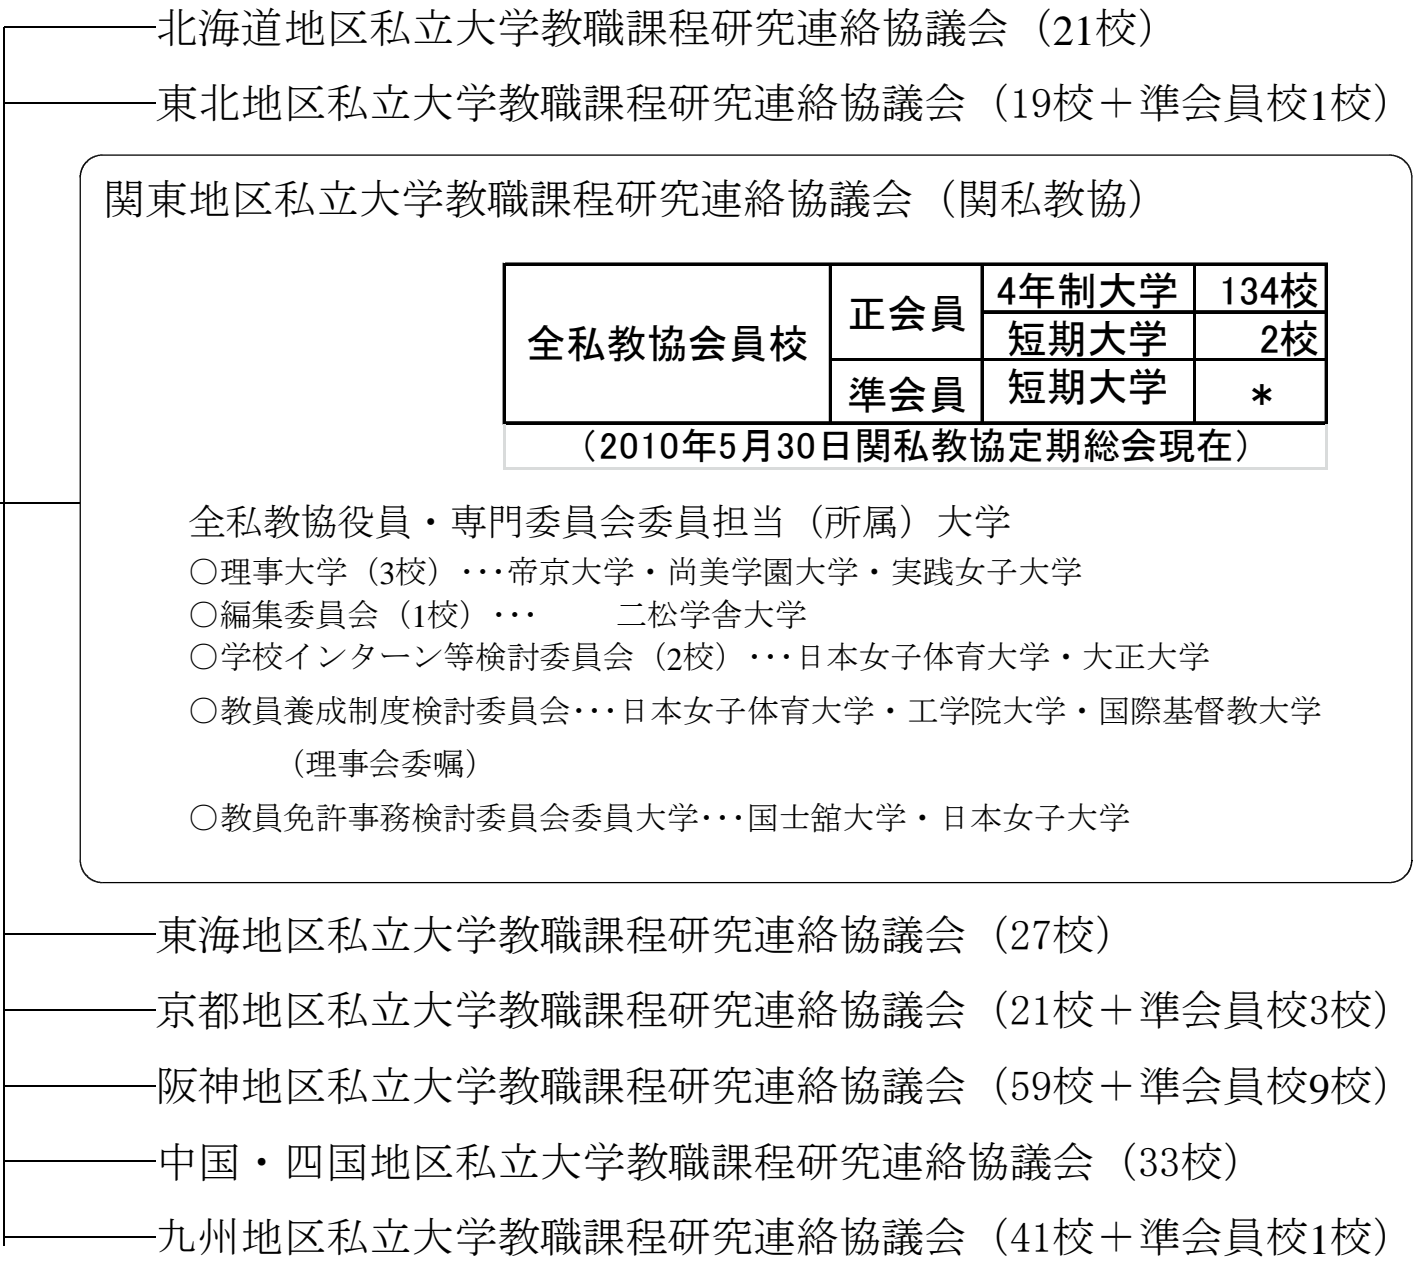 北海道地区私立大学教職課程研究連絡協議会（21校）
東北地区私立大学教職課程研究連絡協議会（19校＋準会員校1校）
関東地区私立大学教職課程研究連絡協議会（関私教協）
全私教協会員校 正会員 4年制大学 134校
短期大学 2校
準会員 短期大学 *
（2010年5月30日関私教協定期総会現在）
全私教協役員・専門委員会委員担当（所属）大学
○理事大学（3校）･･･帝京大学・尚美学園大学・実践女子大学
○編集委員会（1校）･･･ 二松学舎大学
○学校インターン等検討委員会（2校）･･･日本女子体育大学・大正大学
○教員養成制度検討委員会･･･日本女子体育大学・工学院大学・国際基督教大学
（理事会委嘱）
○教員免許事務検討委員会委員大学･･･国士舘大学・日本女子大学
東海地区私立大学教職課程研究連絡協議会（27校）
京都地区私立大学教職課程研究連絡協議会（21校＋準会員校3校）
阪神地区私立大学教職課程研究連絡協議会（59校＋準会員校9校）
中国・四国地区私立大学教職課程研究連絡協議会（33校）
九州地区私立大学教職課程研究連絡協議会（41校＋準会員校1校）